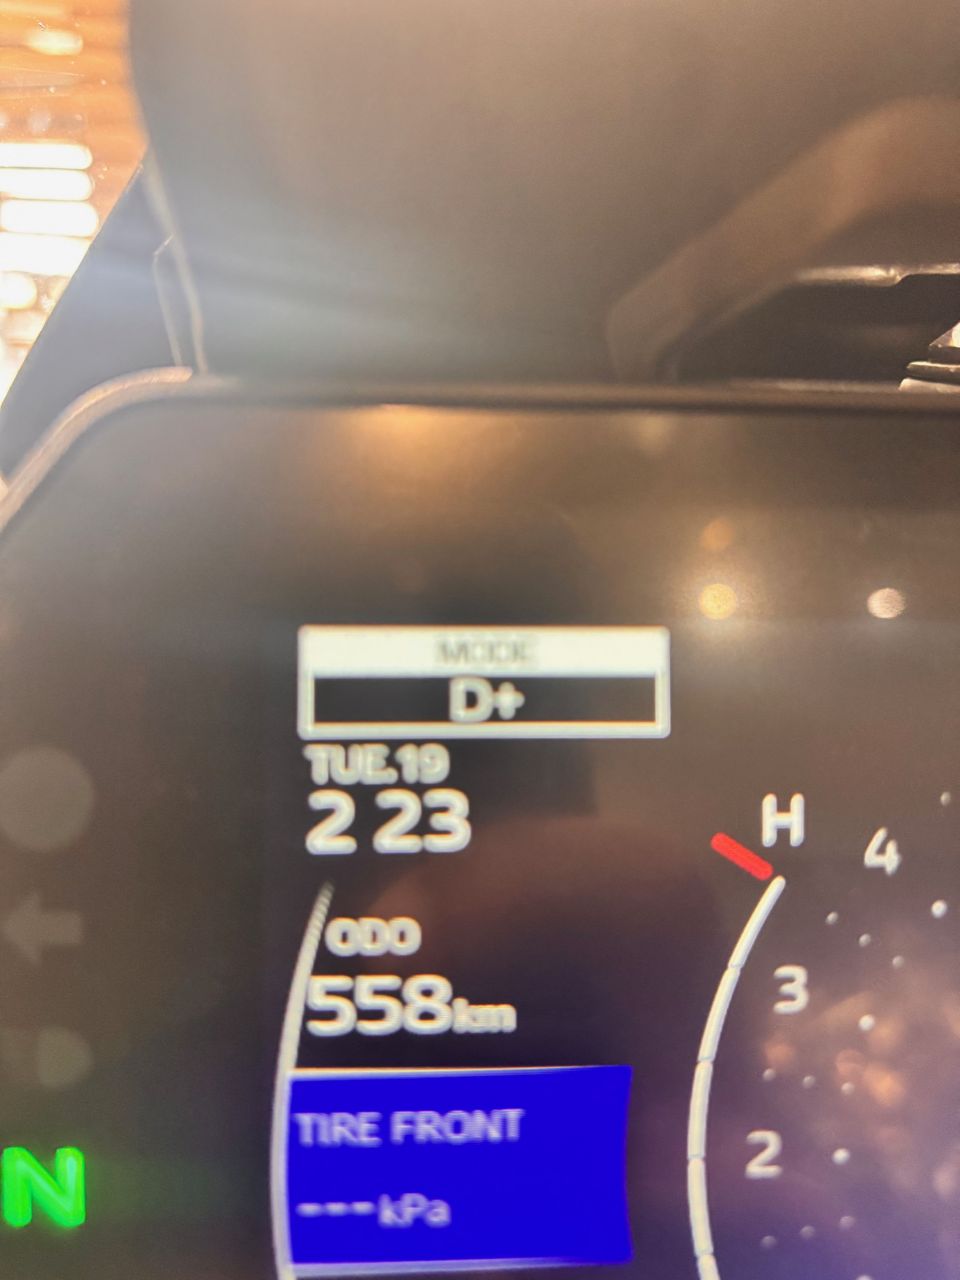 MODE
D+
TUE.19
2 23
ODO
558km
TIRE FRONT
---kPa
N
H
4
3
2